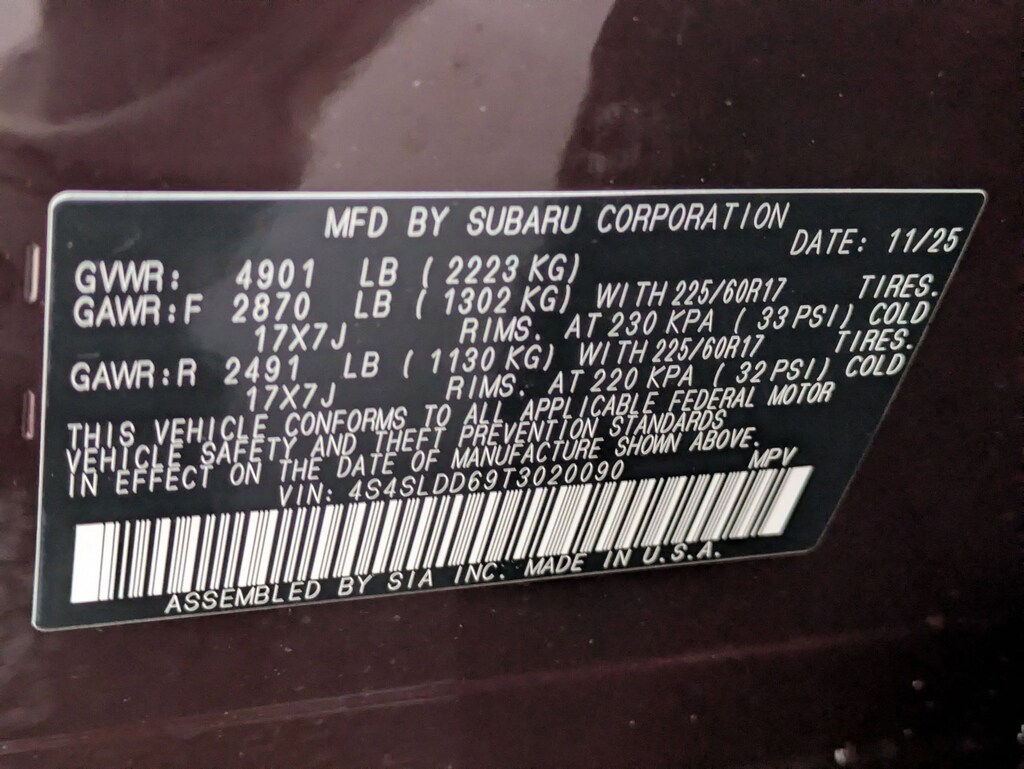 MFD BY SUBARU CORPORATION
DATE: 11/25
GVWR: 4901 LB ( 2223 KG)
GAWR:F 2870 LB ( 1302 KG) WITH 225/60R17 TIRES.
17X7J RIMS. AT 230 KPA ( 33 PSI) COLD
GAWR:R 2491 LB ( 1130 KG) WITH 225/60R17 TIRES.
17X7J RIMS. AT 220 KPA ( 32 PSI) COLD
THIS VEHICLE CONFORMS TO ALL APPLICABLE FEDERAL MOTOR
VEHICLE SAFETY AND THEFT PREVENTION STANDARDS
IN EFFECT ON THE DATE OF MANUFACTURE SHOWN ABOVE.
VIN: 4S4SLDD69T3020090 MPV
ASSEMBLED BY SIA INC. MADE IN U.S.A.